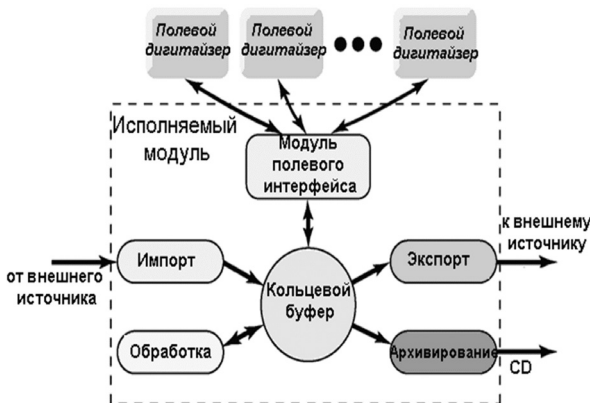 Полевой
дигитайзер
Полевой
дигитайзер
Полевой
дигитайзер
Исполняемый
модуль
Модуль
полевого
интерфейса
к внешнему
источнику
от внешнего
источника
Импорт
Кольцевой
буфер
Экспорт
Обработка
Архивирование
CD